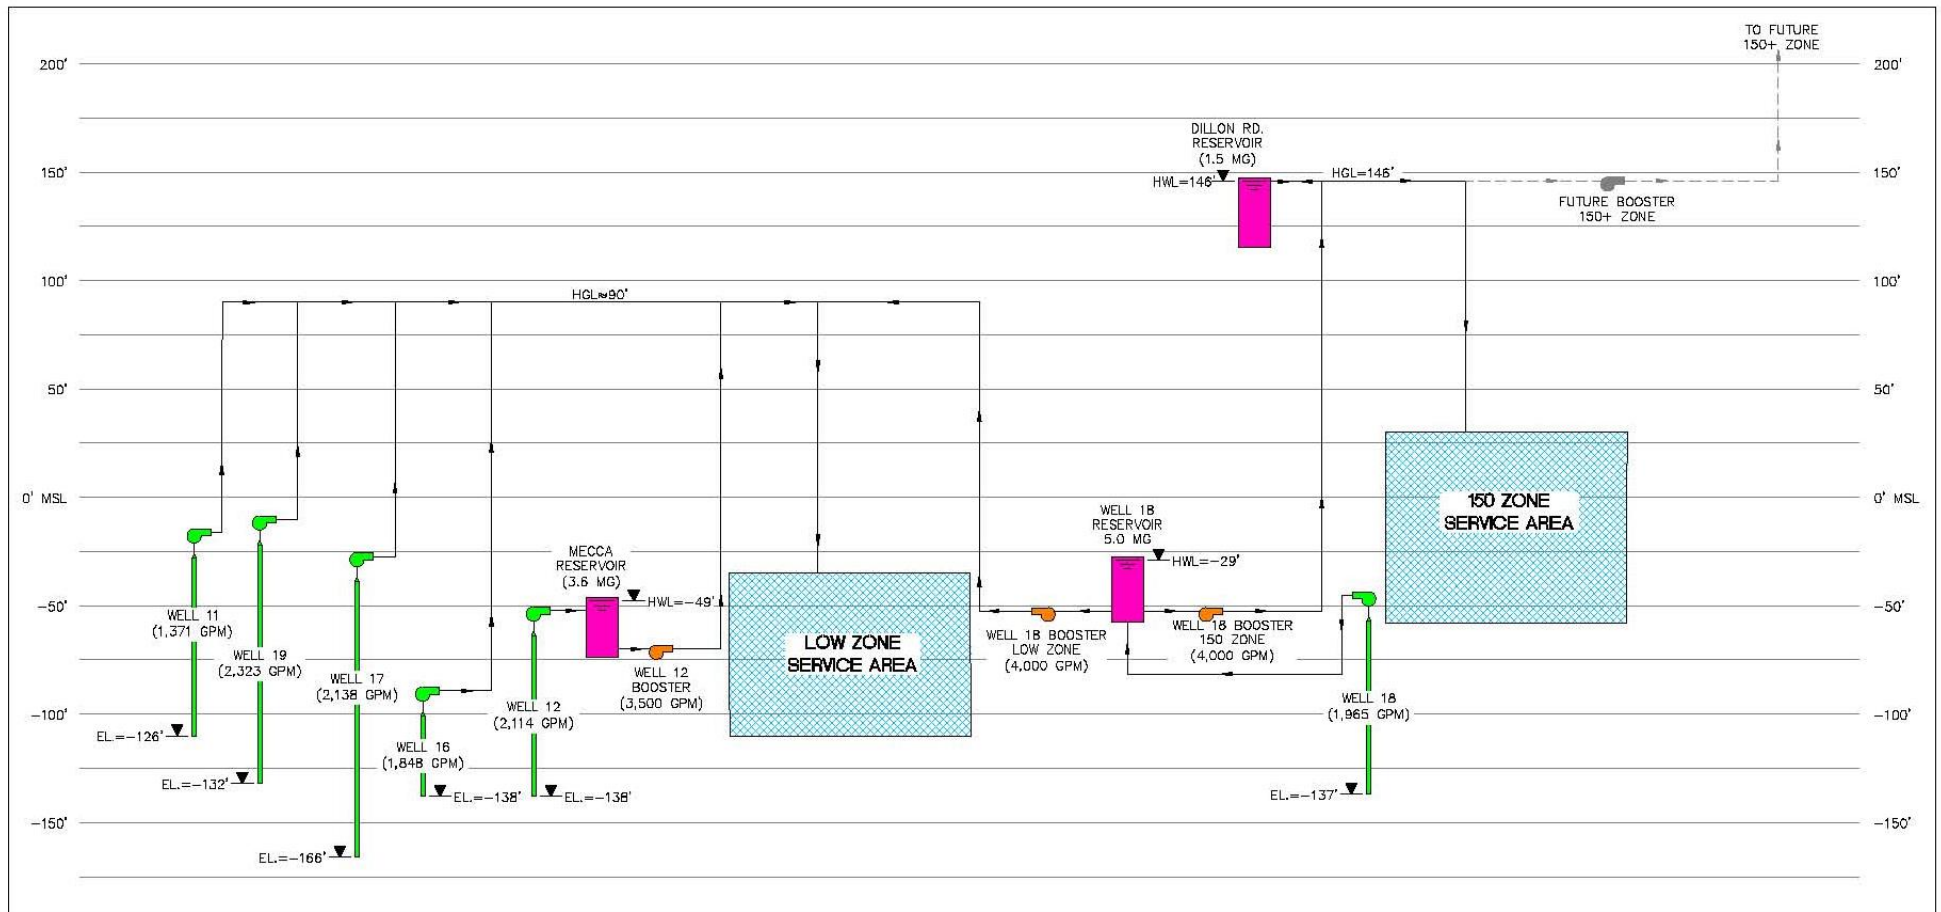 TO FUTURE
150+ ZONE
200'
200'
DILLON RD.
RESERVOIR
(1.5 MG)
150'
HWL=146'
HGL=146'
150'
FUTURE BOOSTER
150+ ZONE
100'
100'
HGL≈90'
50'
50'
0' MSL
0' MSL
150 ZONE
SERVICE AREA
WELL 18
RESERVOIR
5.0 MG
HWL=-29'
MECCA
RESERVOIR
(3.6 MG)
HWL=-49'
-50'
-50'
WELL 11
(1,371 GPM)
WELL 19
(2,323 GPM)
WELL 17
(2,138 GPM)
WELL 16
(1,848 GPM)
WELL 12
(2,114 GPM)
WELL 12
BOOSTER
(3,500 GPM)
LOW ZONE
SERVICE AREA
WELL 18 BOOSTER
LOW ZONE
(4,000 GPM)
WELL 18 BOOSTER
150 ZONE
(4,000 GPM)
WELL 18
(1,965 GPM)
-100'
-100'
EL.=-126'
EL.=-132'
EL.=-138'
EL.=-138'
EL.=-137'
-150'
-150'
EL.=-166'